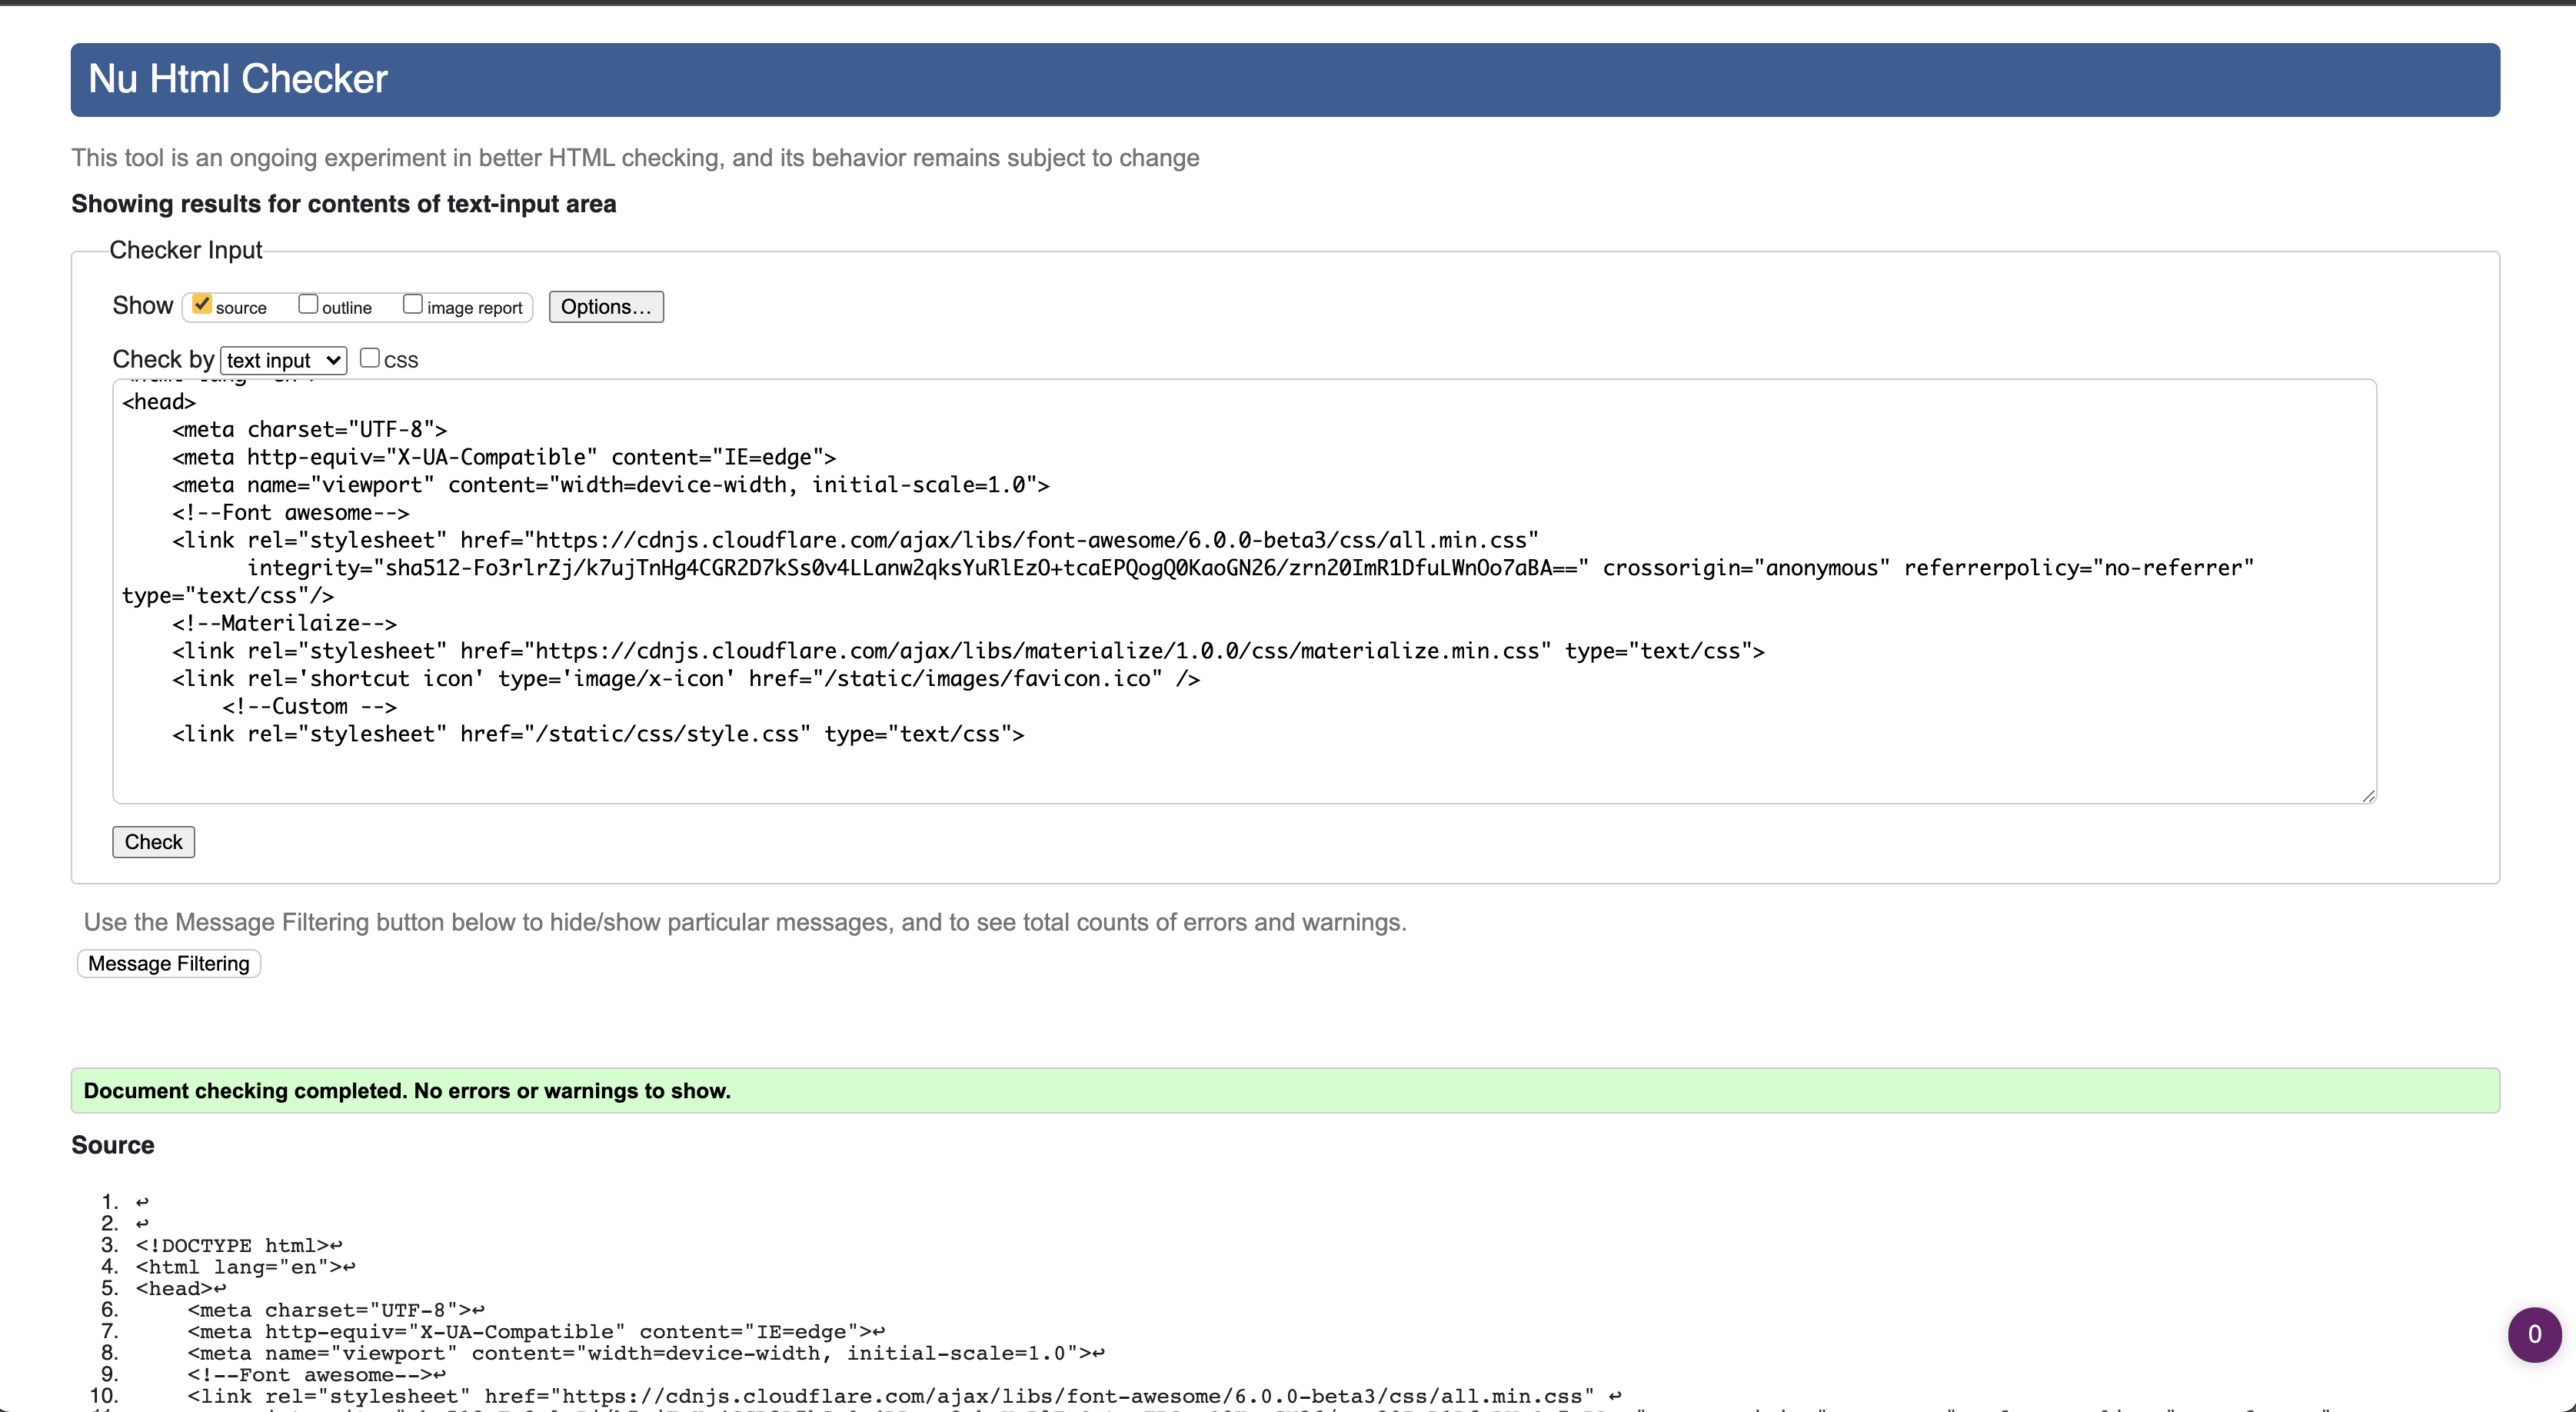 Nu Html Checker
This tool is an ongoing experiment in better HTML checking, and its behavior remains subject to change
Showing results for contents of text-input area
Checker Input
Show source outline image report Options...
Check by text input css
<head>
<meta charset="UTF-8">
<meta http-equiv="X-UA-Compatible" content="IE=edge">
<meta name="viewport" content="width=device-width, initial-scale=1.0">
<!--Font awesome-->
<link rel="stylesheet" href="https://cdnjs.cloudflare.com/ajax/libs/font-awesome/6.0.0-beta3/css/all.min.css"
integrity="sha512-Fo3rlrZj/k7ujTnHg4CGR2D7kSs0v4LLanw2qksYuRlEzO+tcaEPQogQ0KaoGN26/zrn20ImR1DfuLWnOo7aBA==" crossorigin="anonymous" referrerpolicy="no-referrer"
type="text/css"/>
<!--Materilaize-->
<link rel="stylesheet" href="https://cdnjs.cloudflare.com/ajax/libs/materialize/1.0.0/css/materialize.min.css" type="text/css">
<link rel='shortcut icon' type='image/x-icon' href="/static/images/favicon.ico" />
<!--Custom -->
<link rel="stylesheet" href="/static/css/style.css" type="text/css">
Check
Use the Message Filtering button below to hide/show particular messages, and to see total counts of errors and warnings.
Message Filtering
Document checking completed. No errors or warnings to show.
Source
1. ↩
2. ↩
3. <!DOCTYPE html>↩
4. <html lang="en">↩
5. <head>↩
6. <meta charset="UTF-8">↩
7. <meta http-equiv="X-UA-Compatible" content="IE=edge">↩
8. <meta name="viewport" content="width=device-width, initial-scale=1.0">↩
9. <!--Font awesome-->↩
10. <link rel="stylesheet" href="https://cdnjs.cloudflare.com/ajax/libs/font-awesome/6.0.0-beta3/css/all.min.css" ↩
0